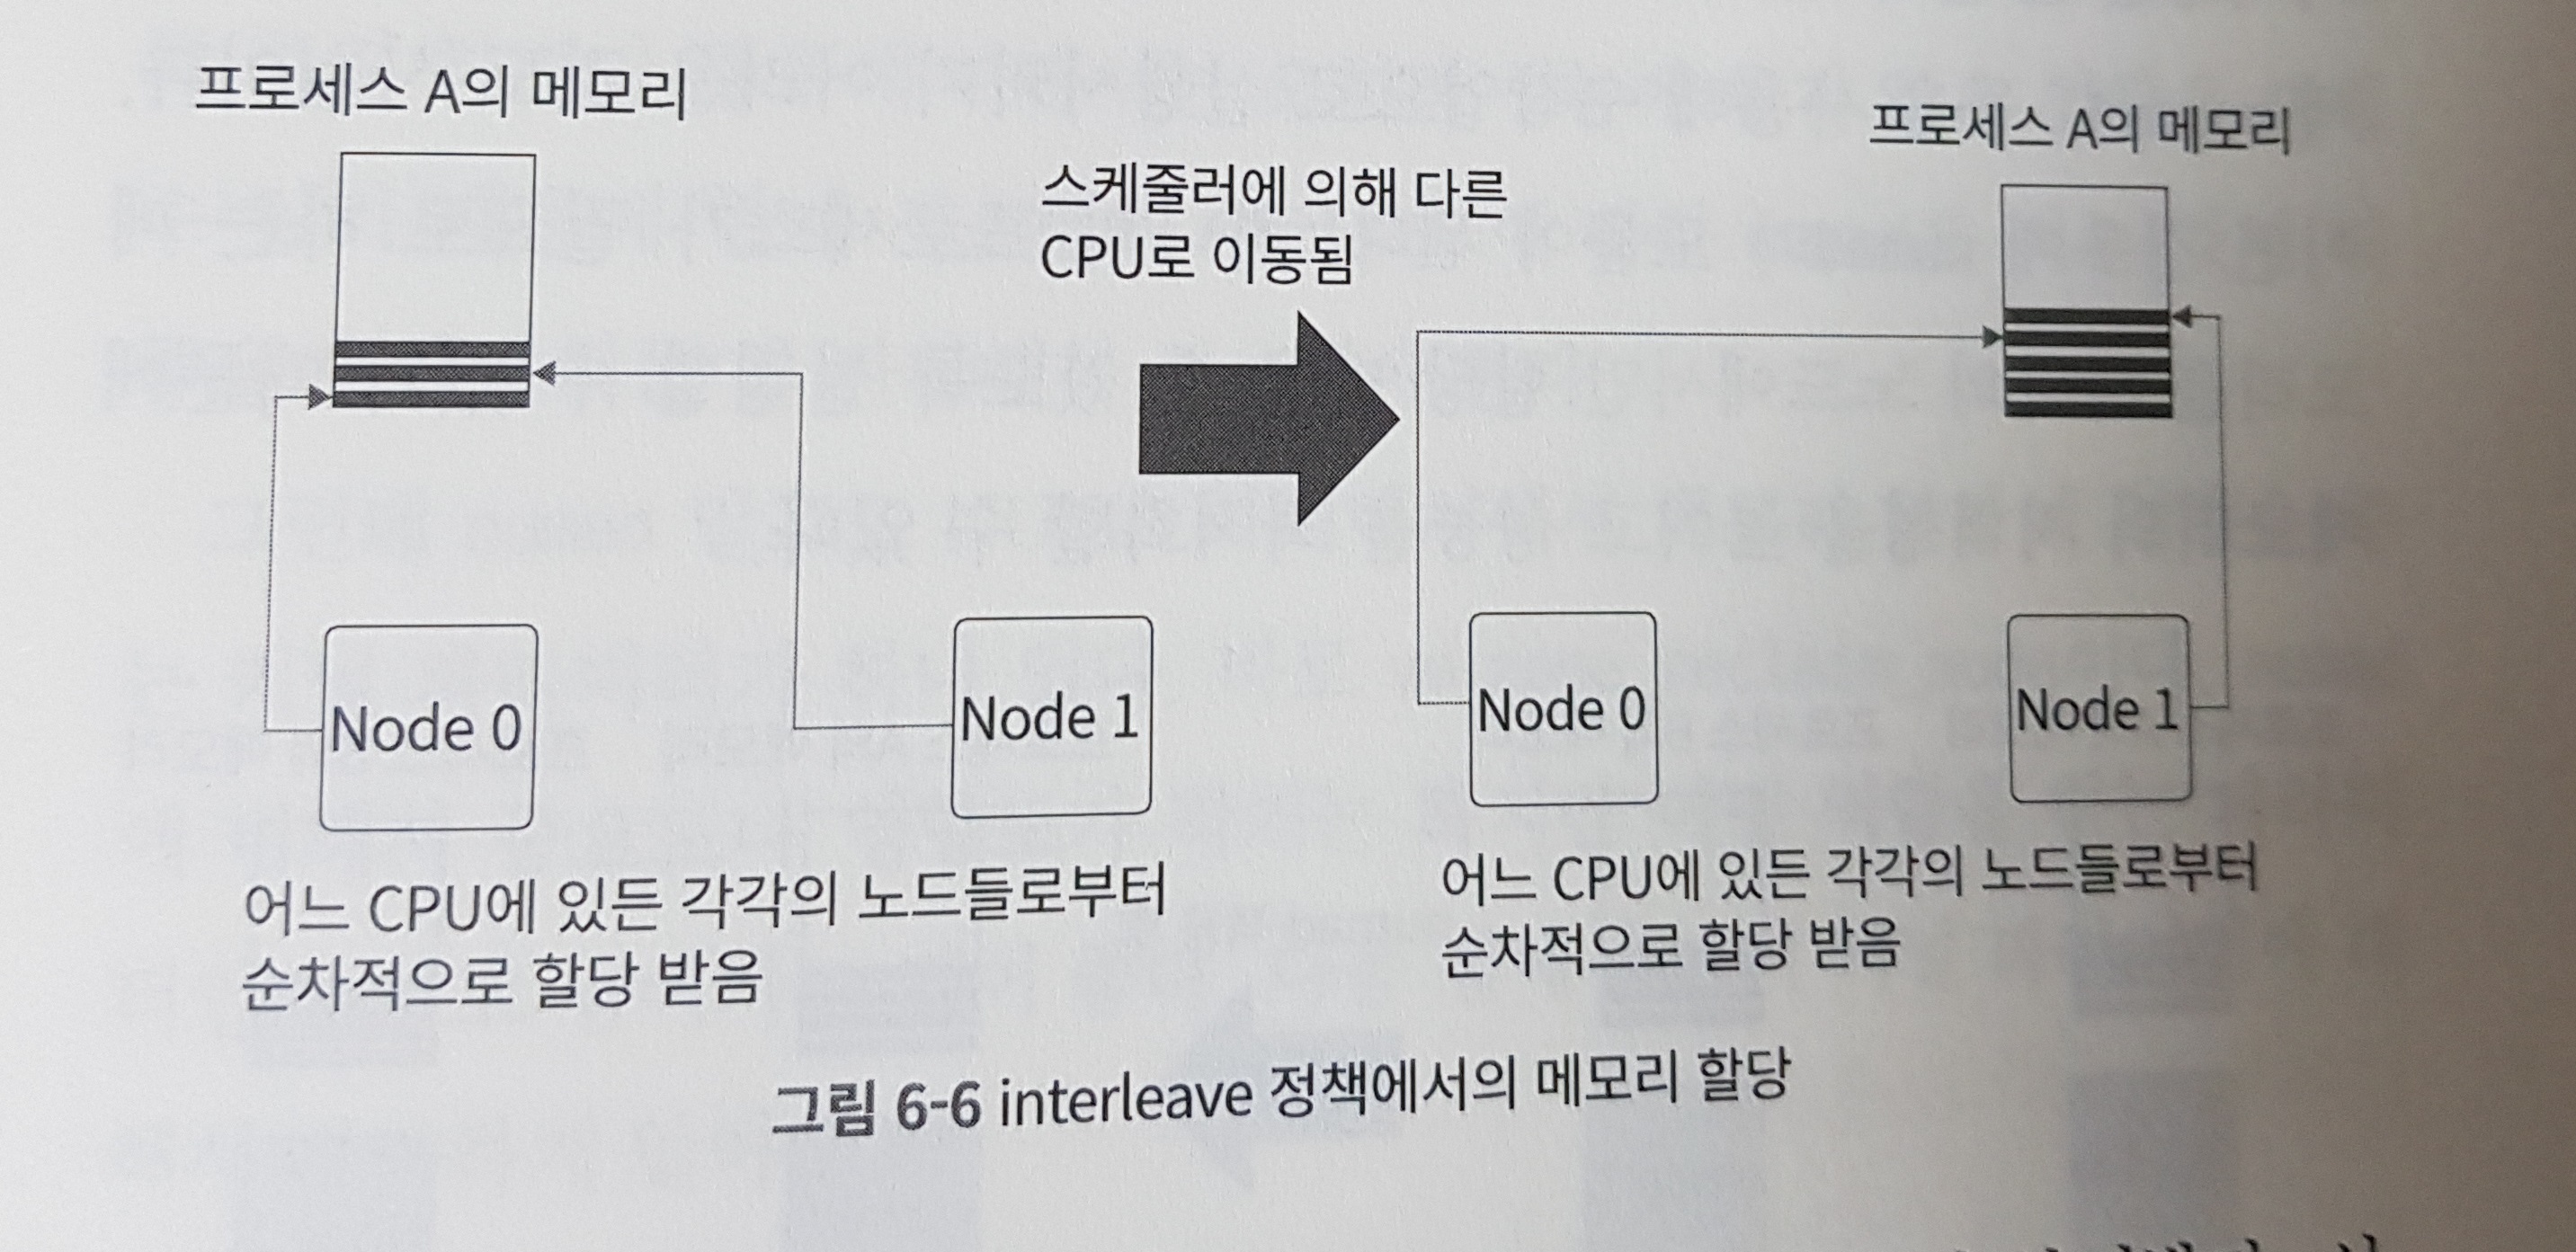 프로세스 A의 메모리
스케줄러에 의해 다른
CPU로 이동됨
프로세스 A의 메모리
Node 0
Node 1
Node 0
Node 1
어느 CPU에 있든 각각의 노드들로부터
순차적으로 할당 받음
어느 CPU에 있든 각각의 노드들로부터
순차적으로 할당 받음
그림 6-6 interleave 정책에서의 메모리 할당